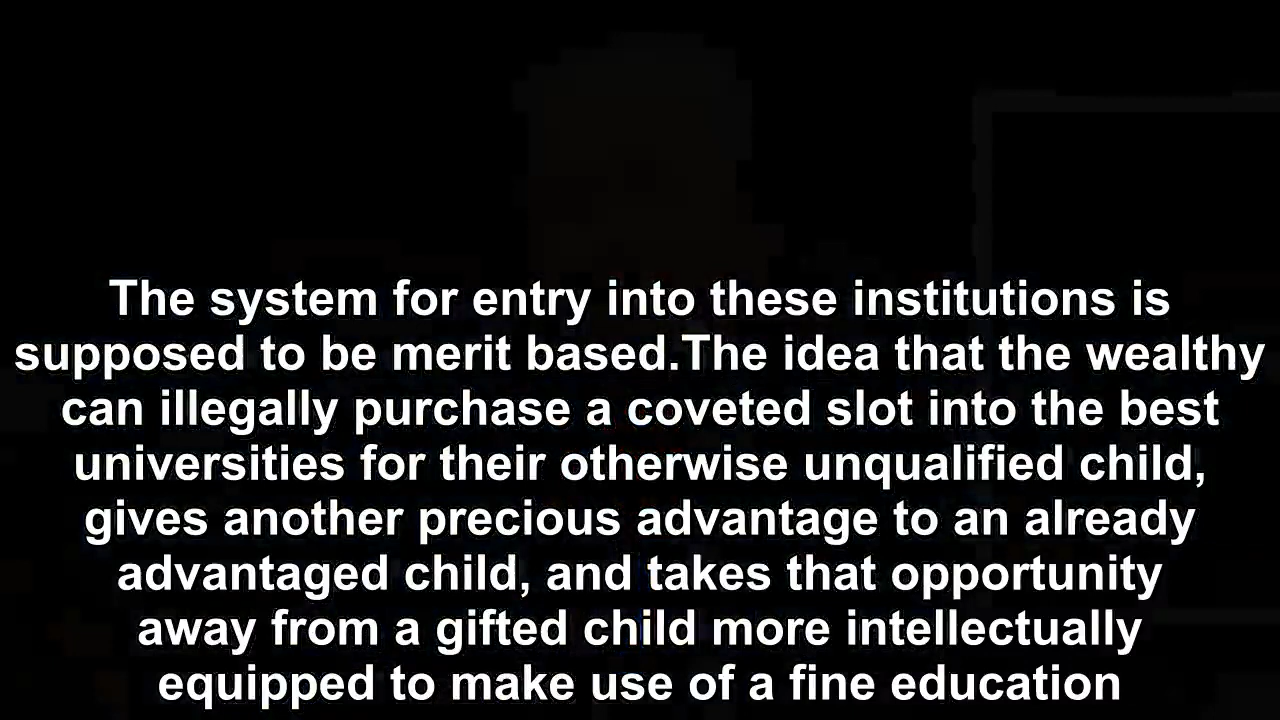 The system for entry into these institutions is
supposed to be merit based.The idea that the wealthy
can illegally purchase a coveted slot into the best
universities for their otherwise unqualified child,
gives another precious advantage to an already
advantaged child, and takes that opportunity
away from a gifted child more intellectually
equipped to make use of a fine education